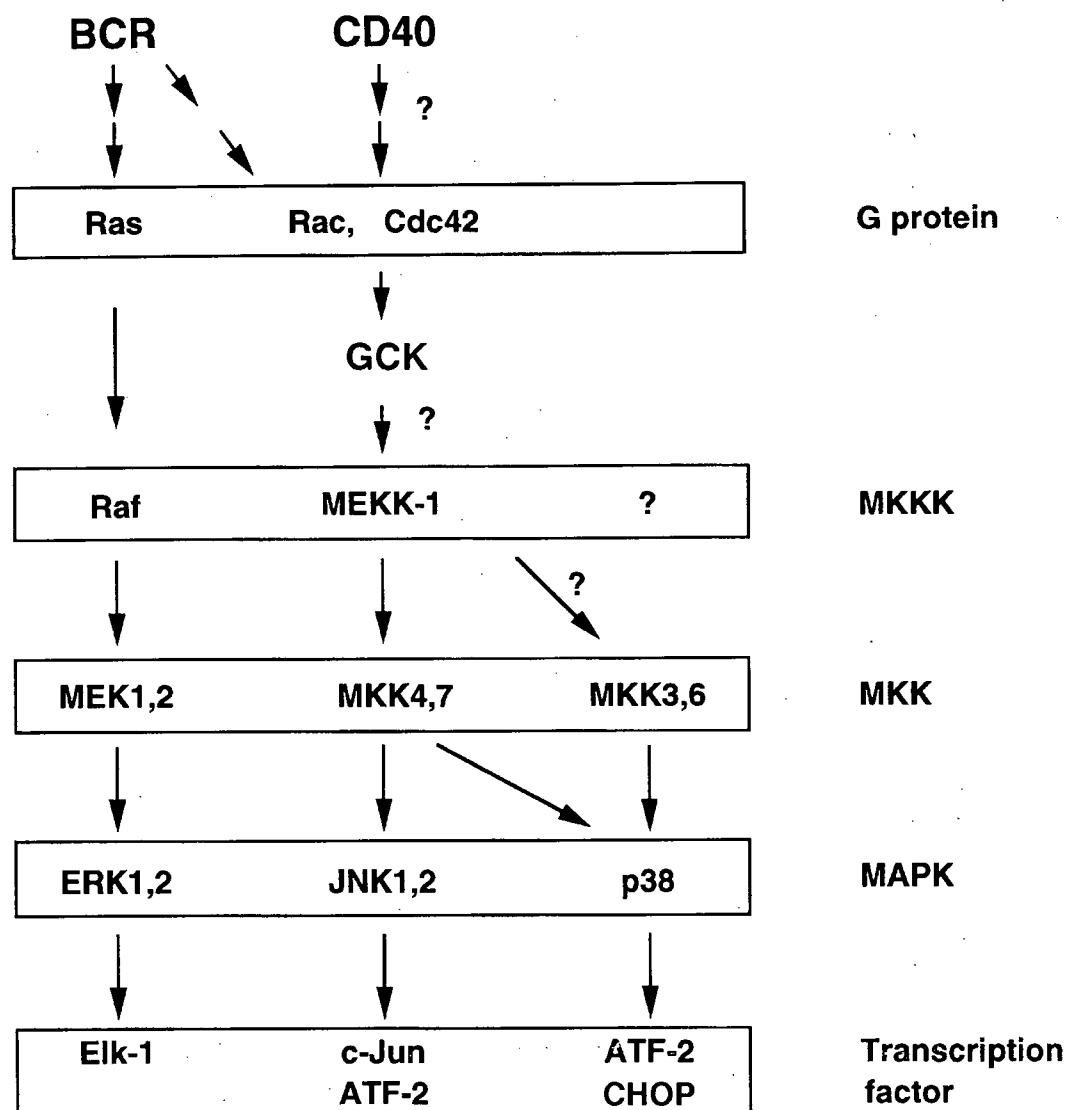 BCR CD40
?
Ras Rac, Cdc42 G protein
GCK
?
Raf MEKK-1 ? MKKK
?
MEK1,2 MKK4,7 MKK3,6 MKK
ERK1,2 JNK1,2 p38 MAPK
Elk-1 c-Jun ATF-2 Transcription
ATF-2 CHOP factor